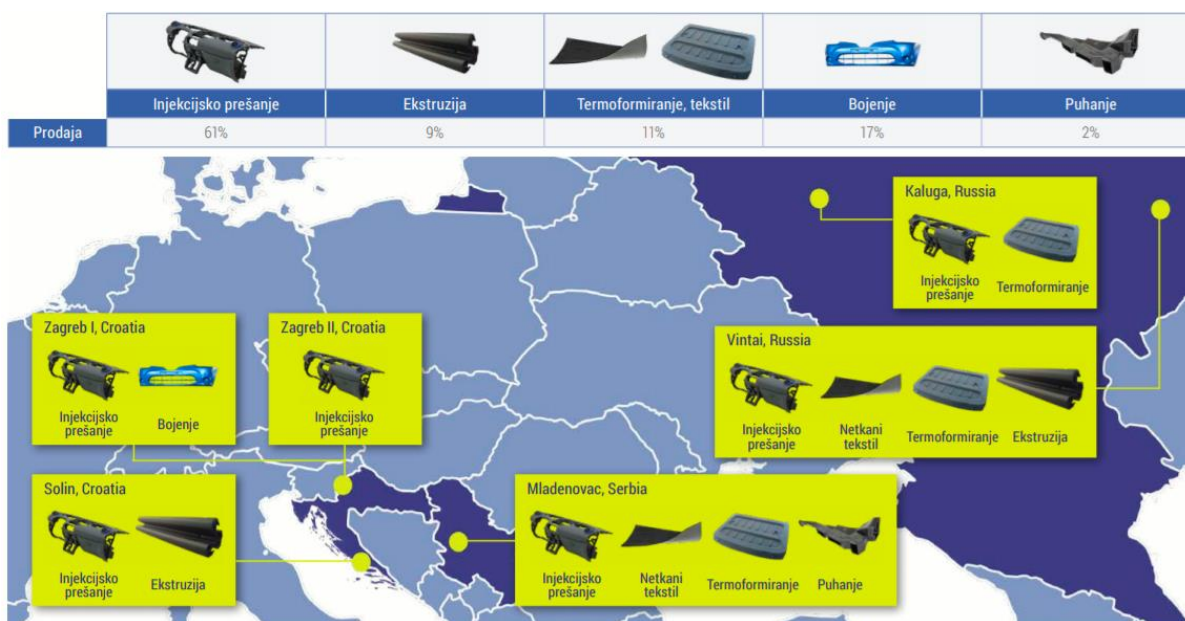 Injekcijsko prešanje Ekstruzija Termoformiranje, tekstil Bojenje Puhanje
Prodaja 61% 9% 11% 17% 2%
Kaluga, Russia
Injekcijsko
prešanje
Termoformiranje
Zagreb I, Croatia
Injekcijsko
prešanje
Bojenje
Zagreb II, Croatia
Injekcijsko
prešanje
Vintai, Russia
Injekcijsko
prešanje
Netkani
tekstil
Termoformiranje
Ekstruzija
Solin, Croatia
Injekcijsko
prešanje
Ekstruzija
Mladenovac, Serbia
Injekcijsko
prešanje
Netkani
tekstil
Termoformiranje
Puhanje